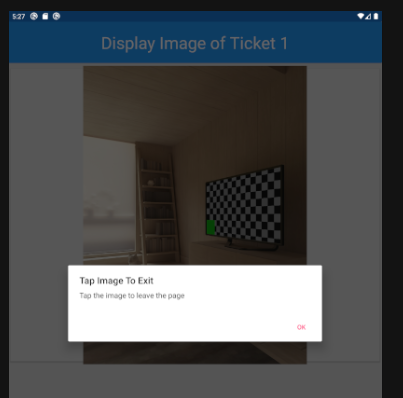 5:27
Display Image of Ticket 1
Tap Image To Exit
Tap the image to leave the page
OK